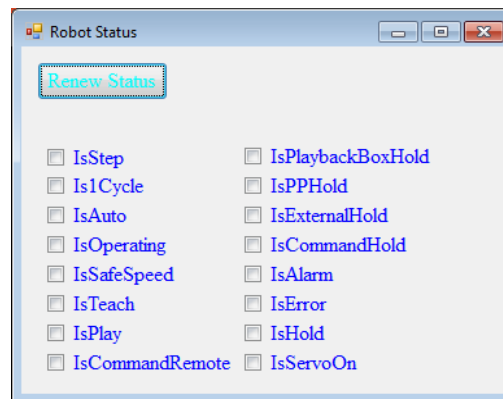 Robot Status
Renew Status
IsStep
Is1Cycle
IsAuto
IsOperating
IsSafeSpeed
IsTeach
IsPlay
IsCommandRemote
IsPlaybackBoxHold
IsPPHold
IsExternalHold
IsCommandHold
IsAlarm
IsError
IsHold
IsServoOn